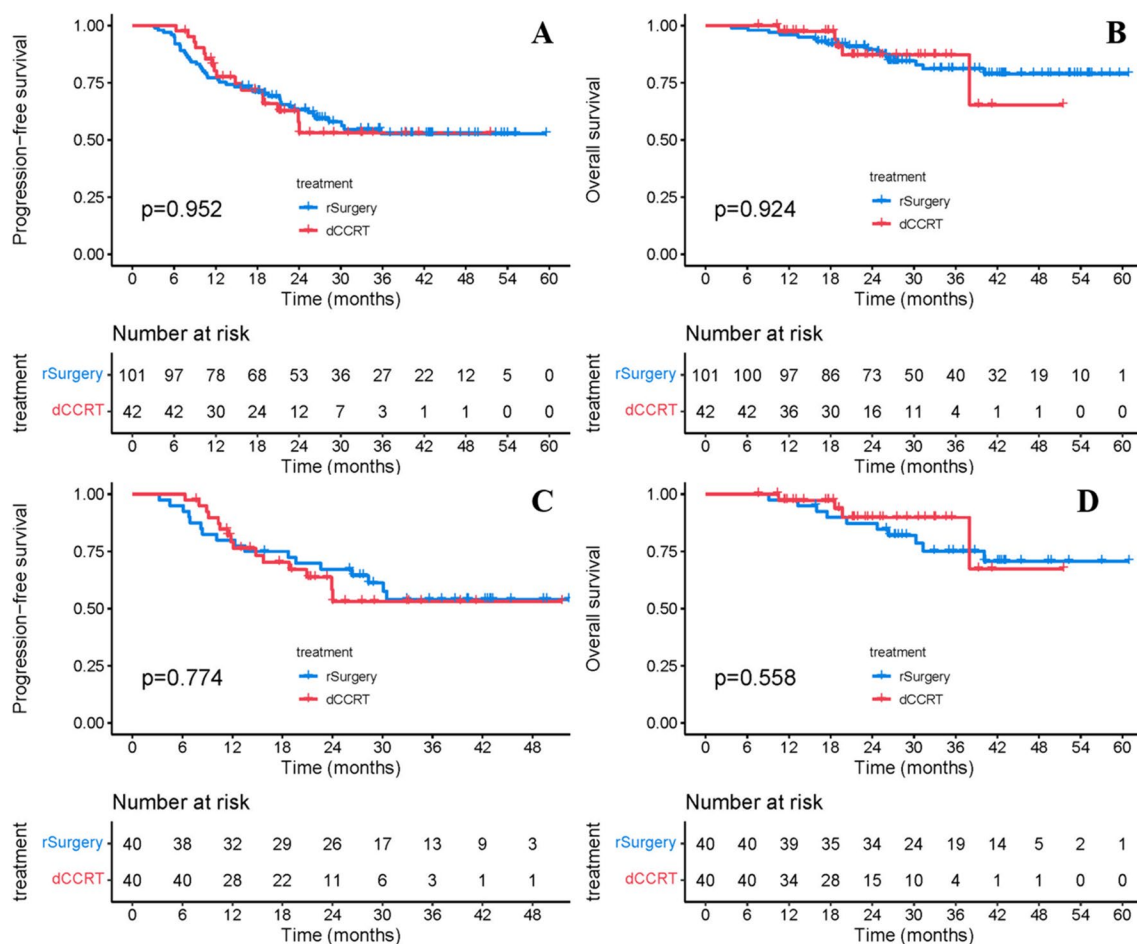 A
Progression-free survival
1.00
0.75
0.50
0.25
0.00
p=0.952
treatment
rSurgery
dCCRT
0 6 12 18 24 30 36 42 48 54 60
Time (months)
Number at risk
treatment
rSurgery 101 97 78 68 53 36 27 22 12 5 0
dCCRT 42 42 30 24 12 7 3 1 1 0 0
0 6 12 18 24 30 36 42 48 54 60
Time (months)
B
Overall survival
1.00
0.75
0.50
0.25
0.00
p=0.924
treatment
rSurgery
dCCRT
0 6 12 18 24 30 36 42 48 54 60
Time (months)
Number at risk
treatment
rSurgery 101 100 97 86 73 50 40 32 19 10 1
dCCRT 42 42 36 30 16 11 4 1 1 0 0
0 6 12 18 24 30 36 42 48 54 60
Time (months)
C
Progression-free survival
1.00
0.75
0.50
0.25
0.00
p=0.774
treatment
rSurgery
dCCRT
0 6 12 18 24 30 36 42 48
Time (months)
Number at risk
treatment
rSurgery 40 38 32 29 26 17 13 9 3
dCCRT 40 40 28 22 11 6 3 1 1
0 6 12 18 24 30 36 42 48
Time (months)
D
Overall survival
1.00
0.75
0.50
0.25
0.00
p=0.558
treatment
rSurgery
dCCRT
0 6 12 18 24 30 36 42 48 54 60
Time (months)
Number at risk
treatment
rSurgery 40 40 39 35 34 24 19 14 5 2 1
dCCRT 40 40 34 28 15 10 4 1 1 0 0
0 6 12 18 24 30 36 42 48 54 60
Time (months)